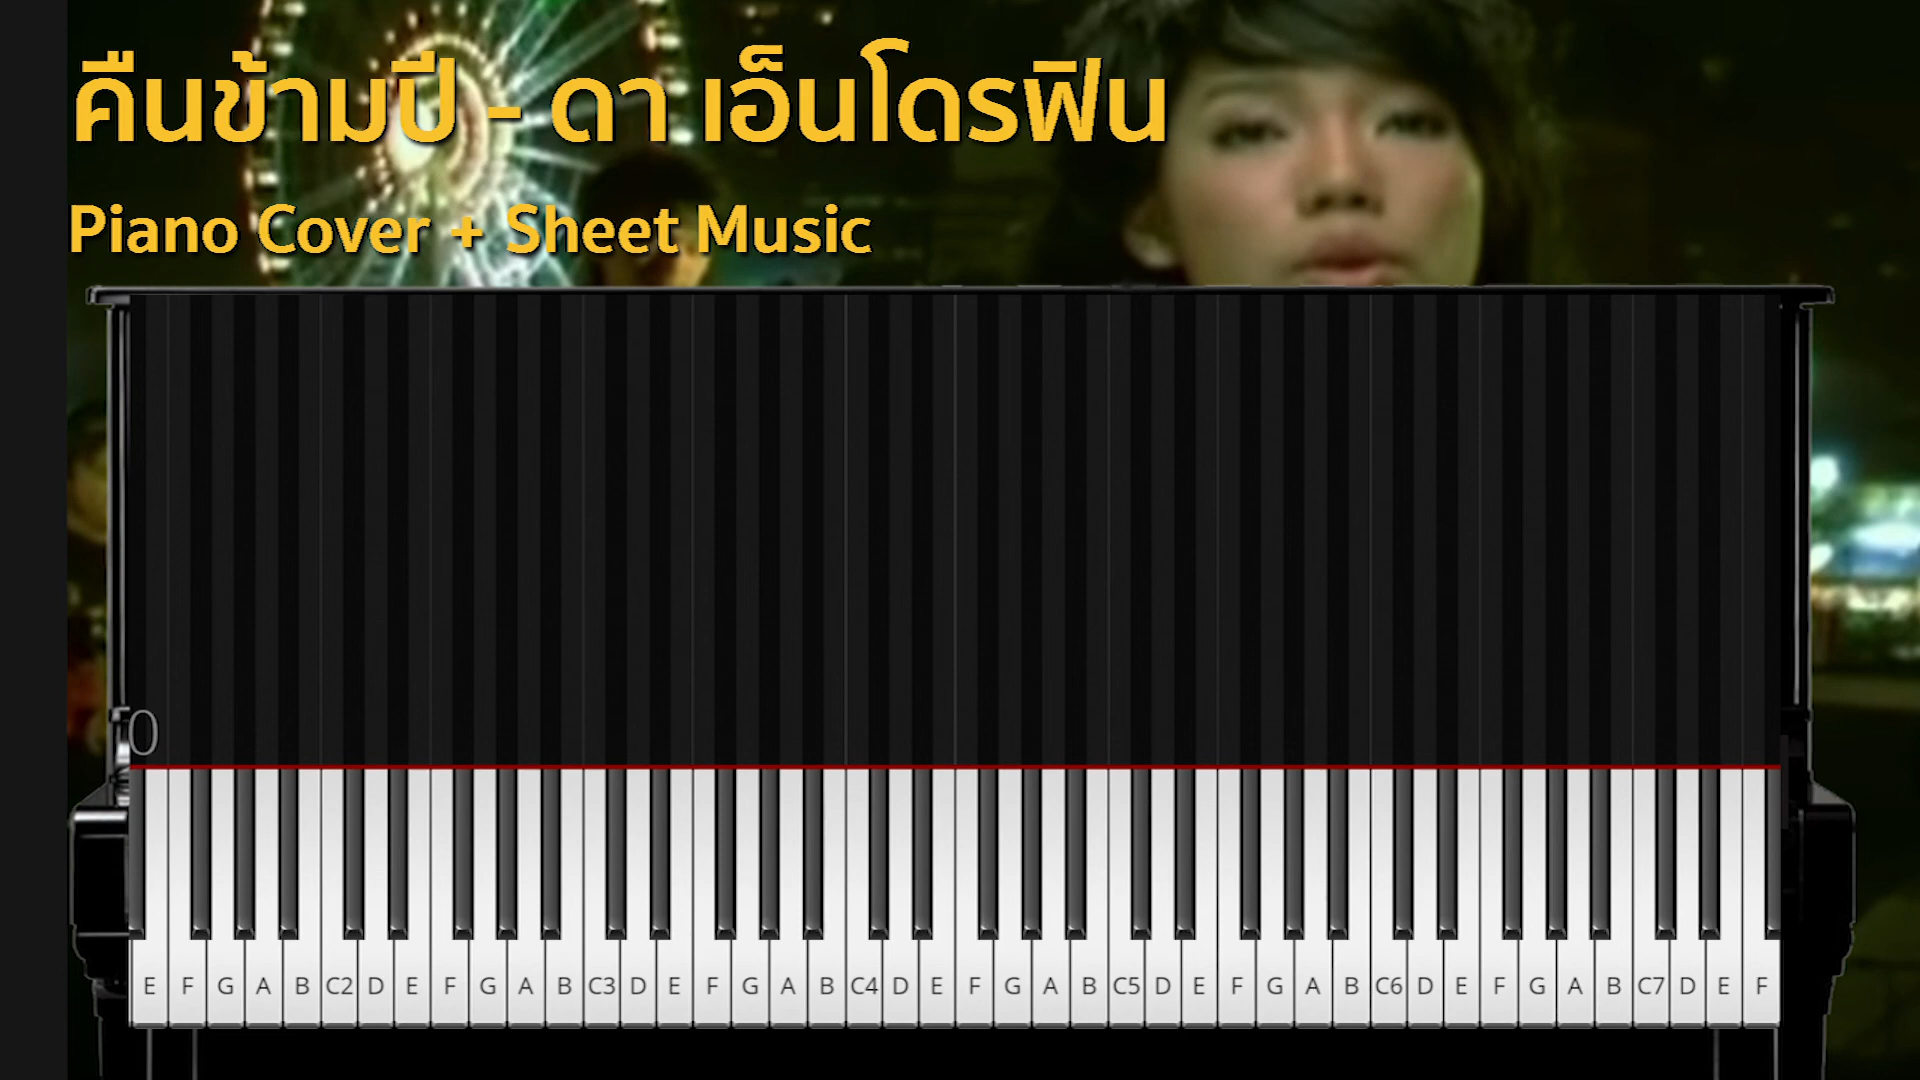 คืนข้ามปี - ดา เอ็นโดรฟิน
Piano Cover + Sheet Music
0
E F G A B C2 D E F G A B C3 D E F G A B C4 D E F G A B C5 D E F G A B C6 D E F G A B C7 D E F